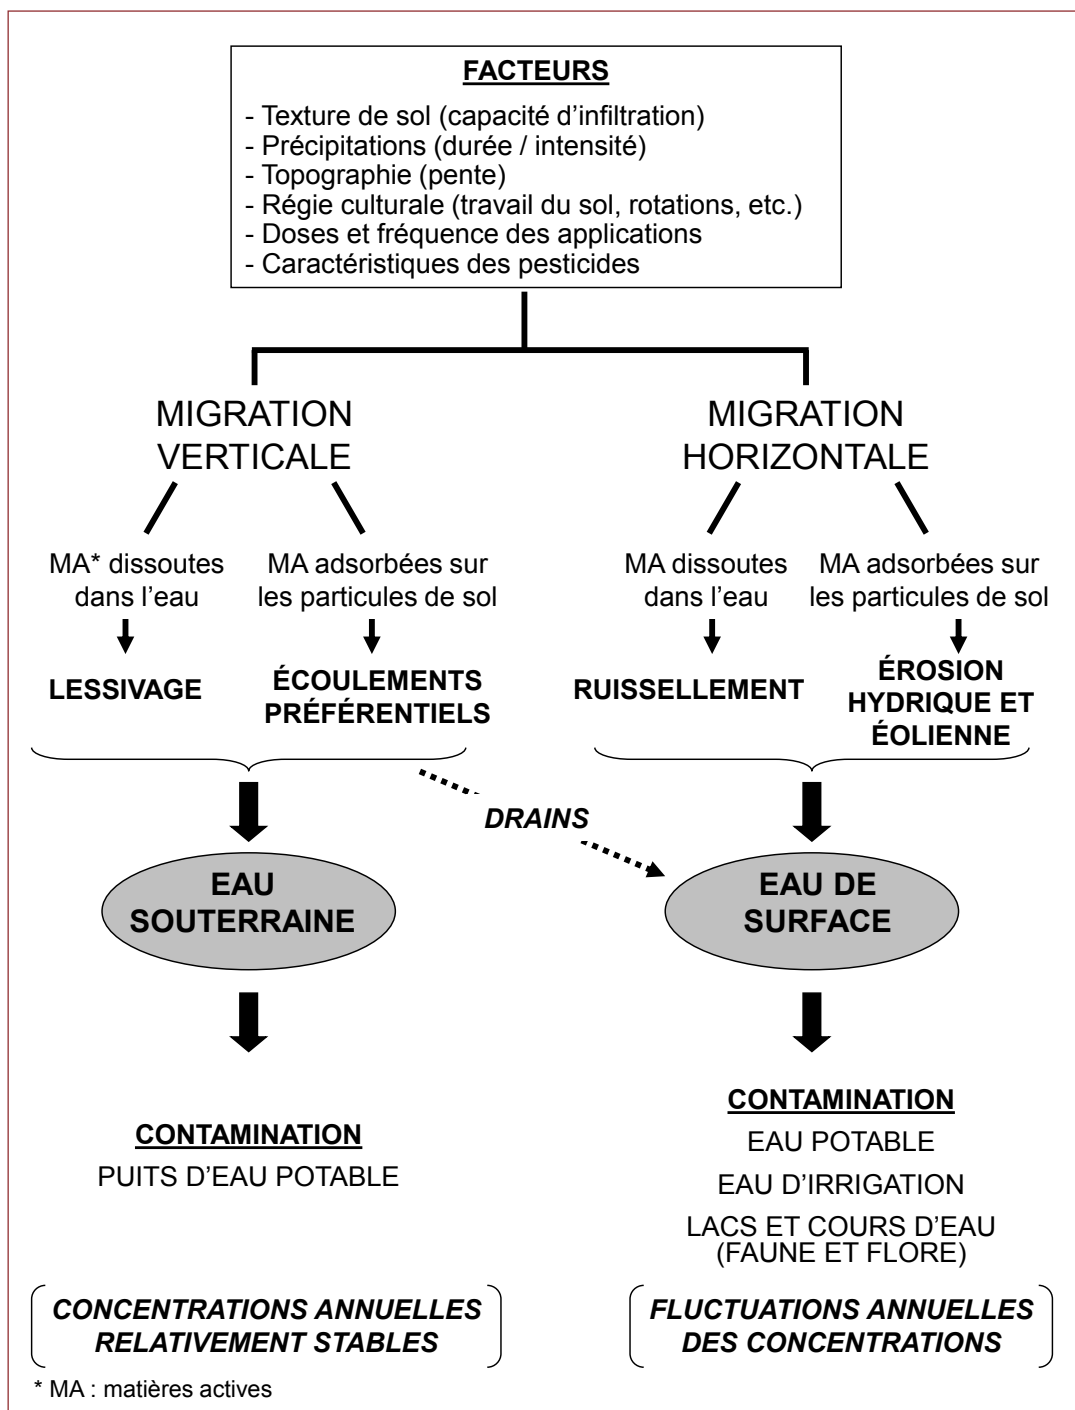 FACTEURS
- Texture de sol (capacité d’infiltration)
- Précipitations (durée / intensité)
- Topographie (pente)
- Régie culturale (travail du sol, rotations, etc.)
- Doses et fréquence des applications
- Caractéristiques des pesticides
MIGRATION
VERTICALE
MIGRATION
HORIZONTALE
MA* dissoutes
dans l’eau
MA adsorbées sur
les particules de sol
MA dissoutes
dans l’eau
MA adsorbées sur
les particules de sol
LESSIVAGE
ÉCOULEMENTS
PRÉFÉRENTIELS
RUISSELLEMENT
ÉROSION
HYDRIQUE ET
ÉOLIENNE
DRAINS
EAU
SOUTERRAINE
EAU DE
SURFACE
CONTAMINATION
PUITS D’EAU POTABLE
CONTAMINATION
EAU POTABLE
EAU D’IRRIGATION
LACS ET COURS D’EAU
(FAUNE ET FLORE)
CONCENTRATIONS ANNUELLES
RELATIVEMENT STABLES
FLUCTUATIONS ANNUELLES
DES CONCENTRATIONS
* MA : matières actives